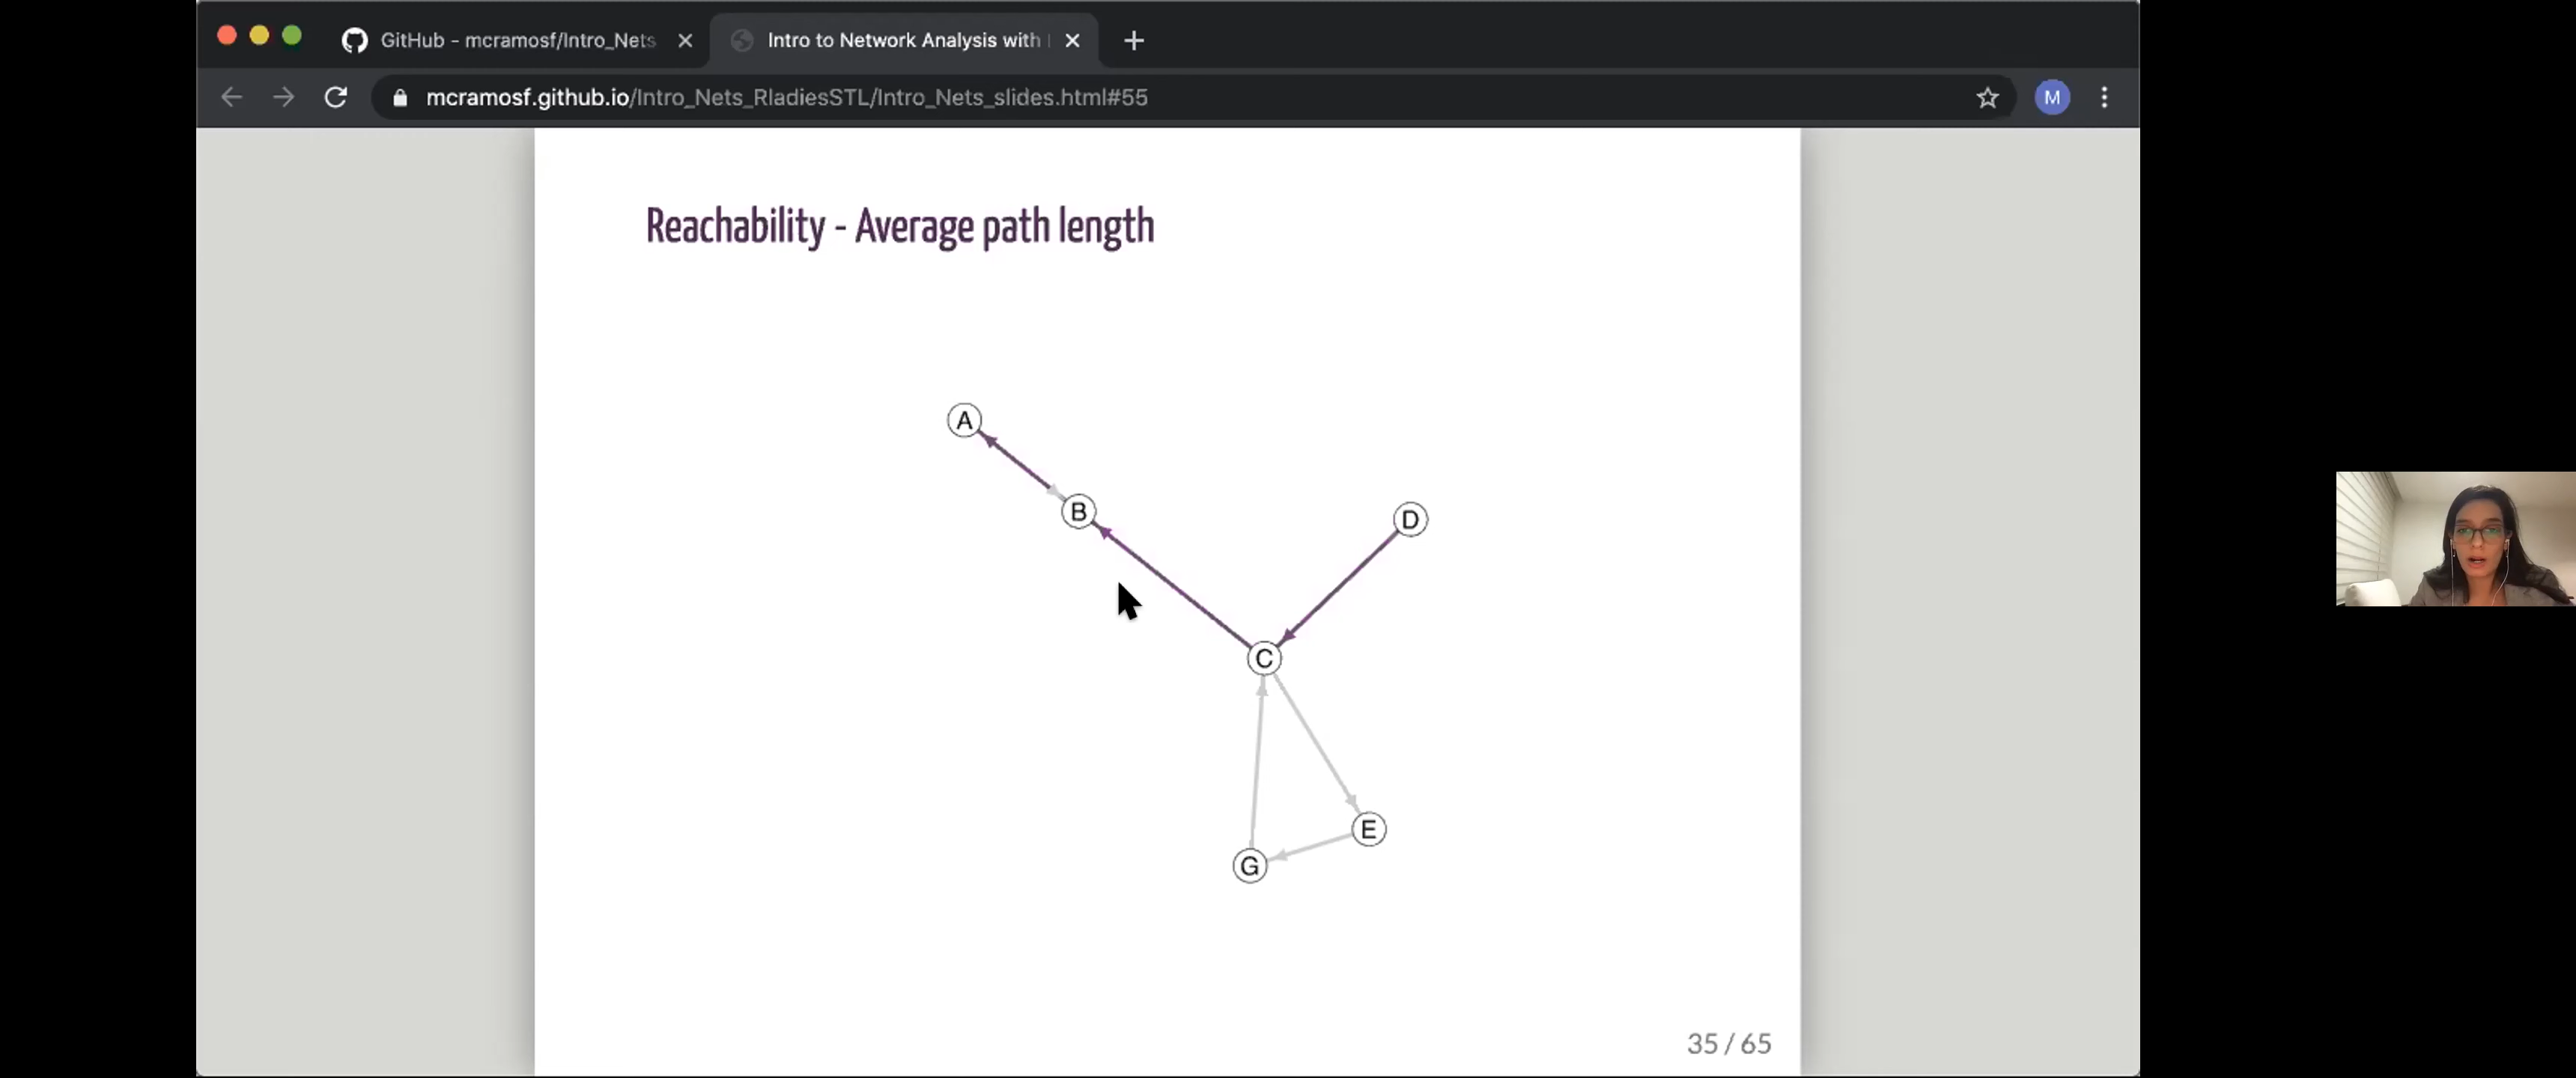 GitHub - mcramosf/Intro_Nets
Intro to Network Analysis with
mcramosf.github.io/Intro_Nets_RladiesSTL/Intro_Nets_slides.html#55
M
Reachability - Average path length
A
B
D
C
E
G
35 / 65